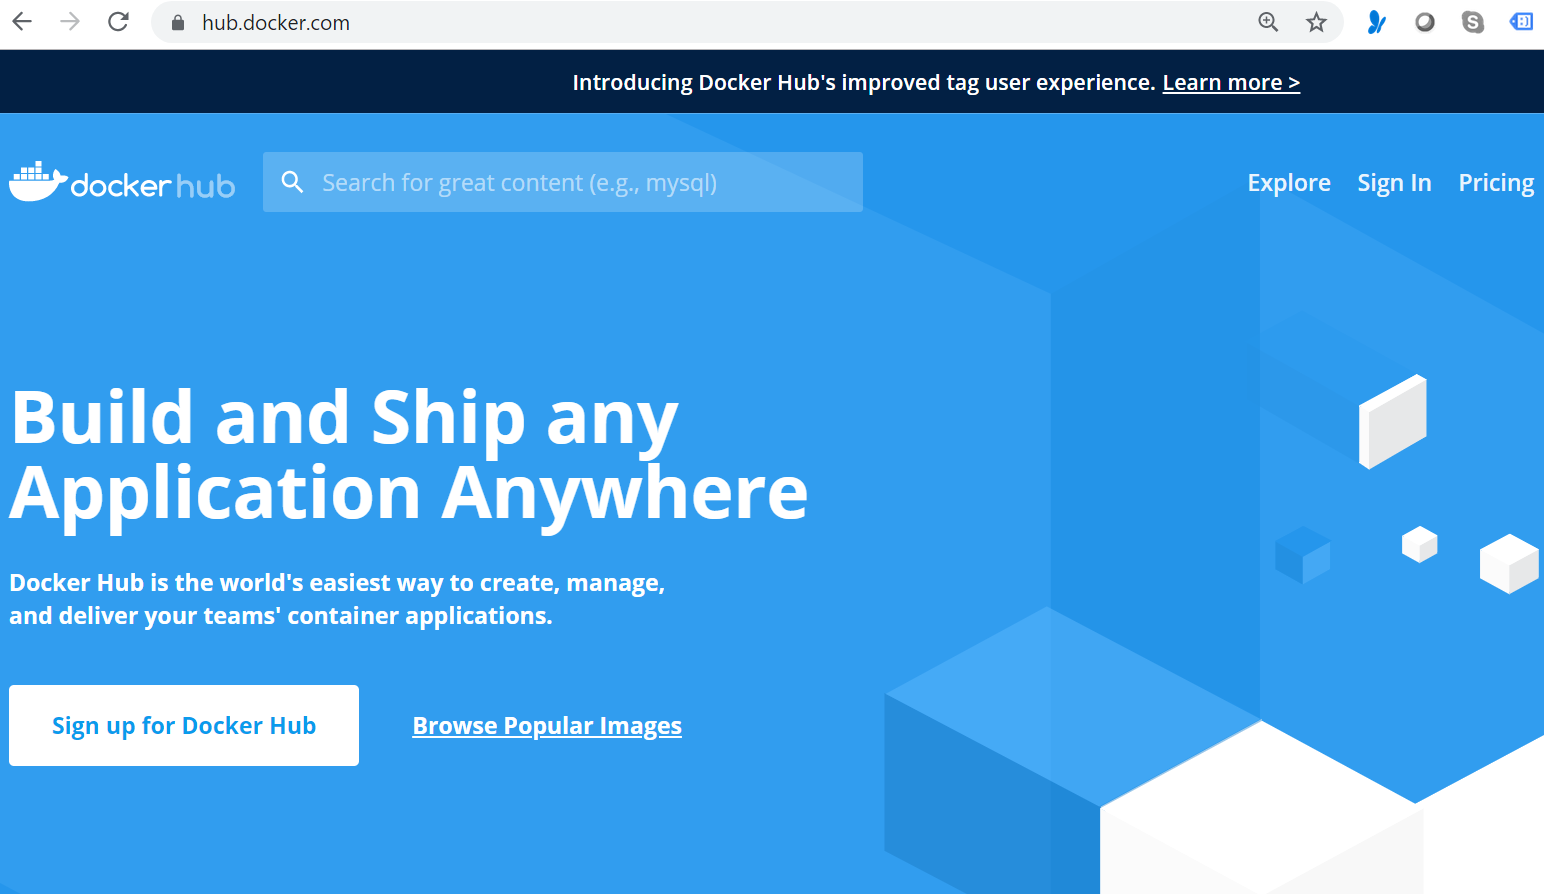 hub.docker.com
Introducing Docker Hub's improved tag user experience. Learn more >
docker hub
Search for great content (e.g., mysql)
Explore Sign In Pricing
Build and Ship any
Application Anywhere
Docker Hub is the world's easiest way to create, manage,
and deliver your teams' container applications.
Sign up for Docker Hub
Browse Popular Images